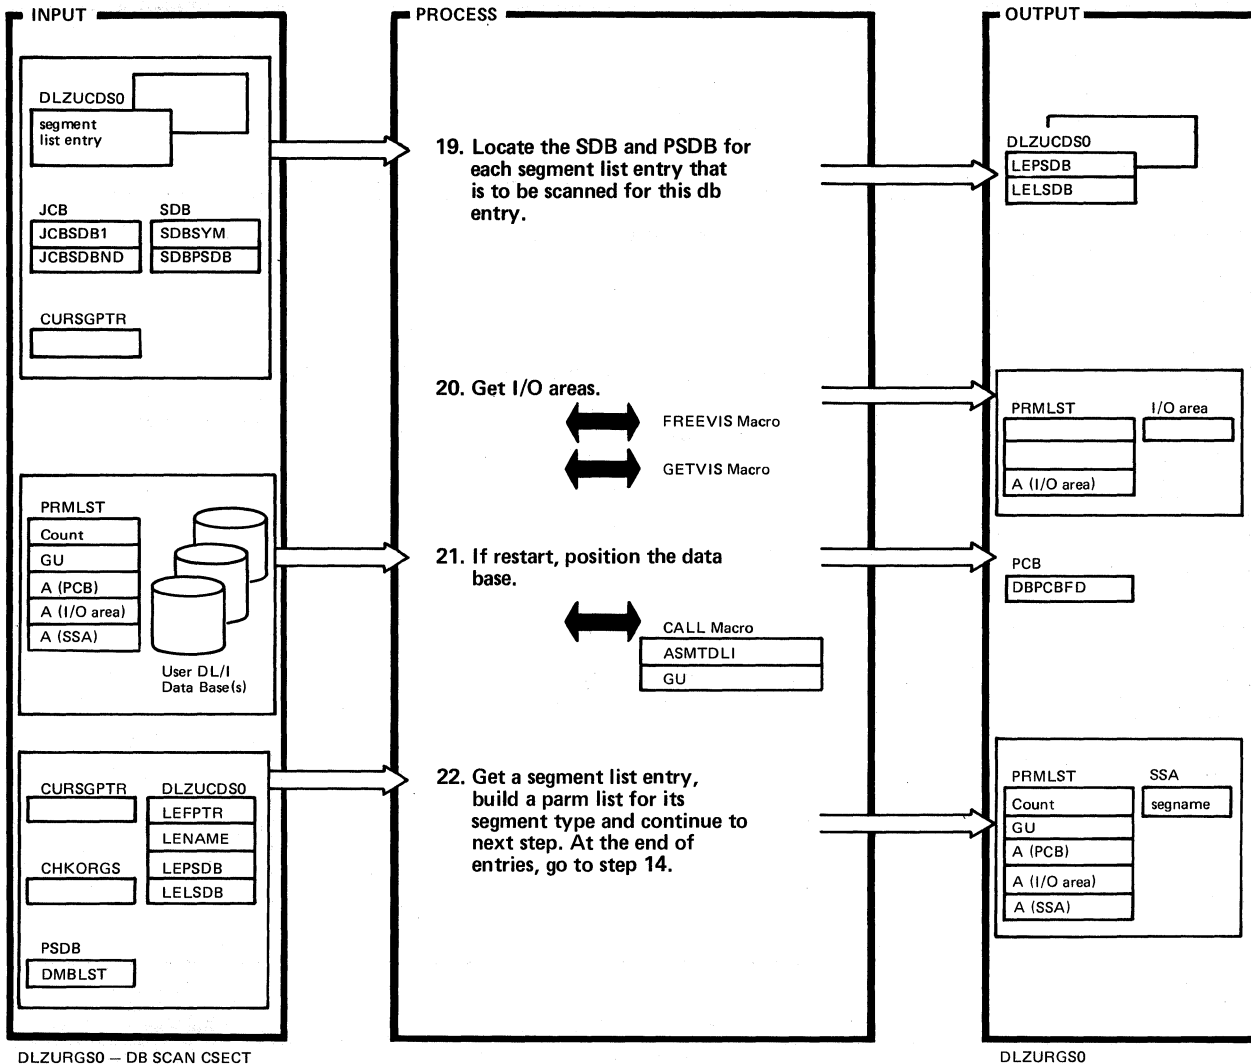 INPUT
PROCESS
OUTPUT
DLZUCDS0
segment
list entry
JCB
JCBSDB1
JCBSDBND
SDB
SDBSYM
SDBPSDB
CURSGPTR
19. Locate the SDB and PSDB for
each segment list entry that
is to be scanned for this db
entry.
DLZUCDS0
LEPSDB
LELSDB
20. Get I/O areas.
FREEVIS Macro
GETVIS Macro
PRMLST
A (I/O area)
I/O area
PRMLST
Count
GU
A (PCB)
A (I/O area)
A (SSA)
User DL/I
Data Base(s)
21. If restart, position the data
base.
CALL Macro
ASMTDLI
GU
PCB
DBPCBFD
CURSGPTR
CHKORGS
DLZUCDS0
LEFPTR
LENAME
LEPSDB
LELSDB
PSDB
DMBLST
22. Get a segment list entry,
build a parm list for its
segment type and continue to
next step. At the end of
entries, go to step 14.
PRMLST
Count
GU
A (PCB)
A (I/O area)
A (SSA)
SSA
segname
DLZURGS0 – DB SCAN CSECT
DLZURGS0